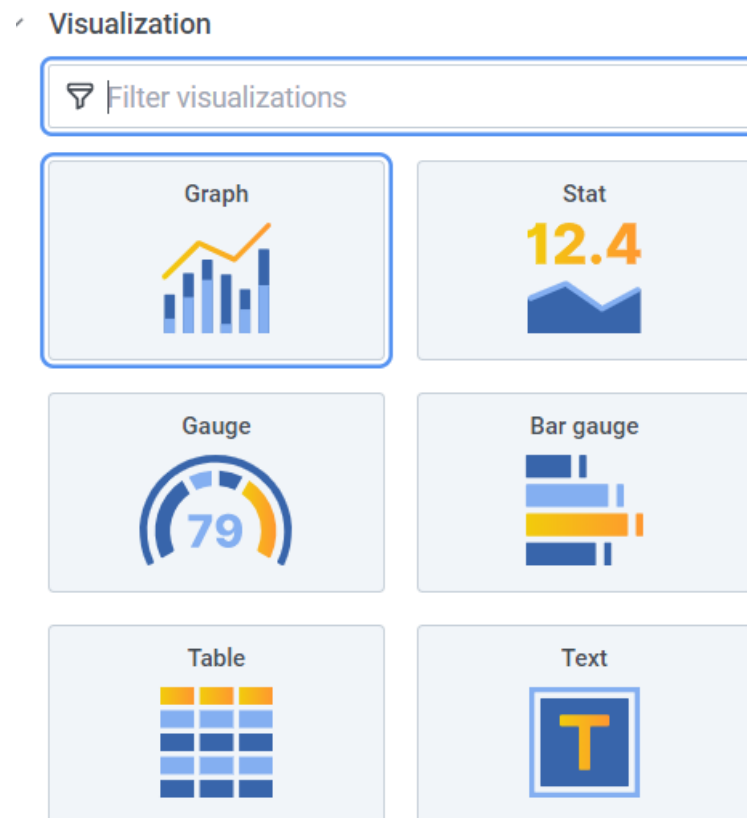 Visualization
Filter visualizations
Graph
Stat
12.4
Gauge
Bar gauge
79
Table
Text
T